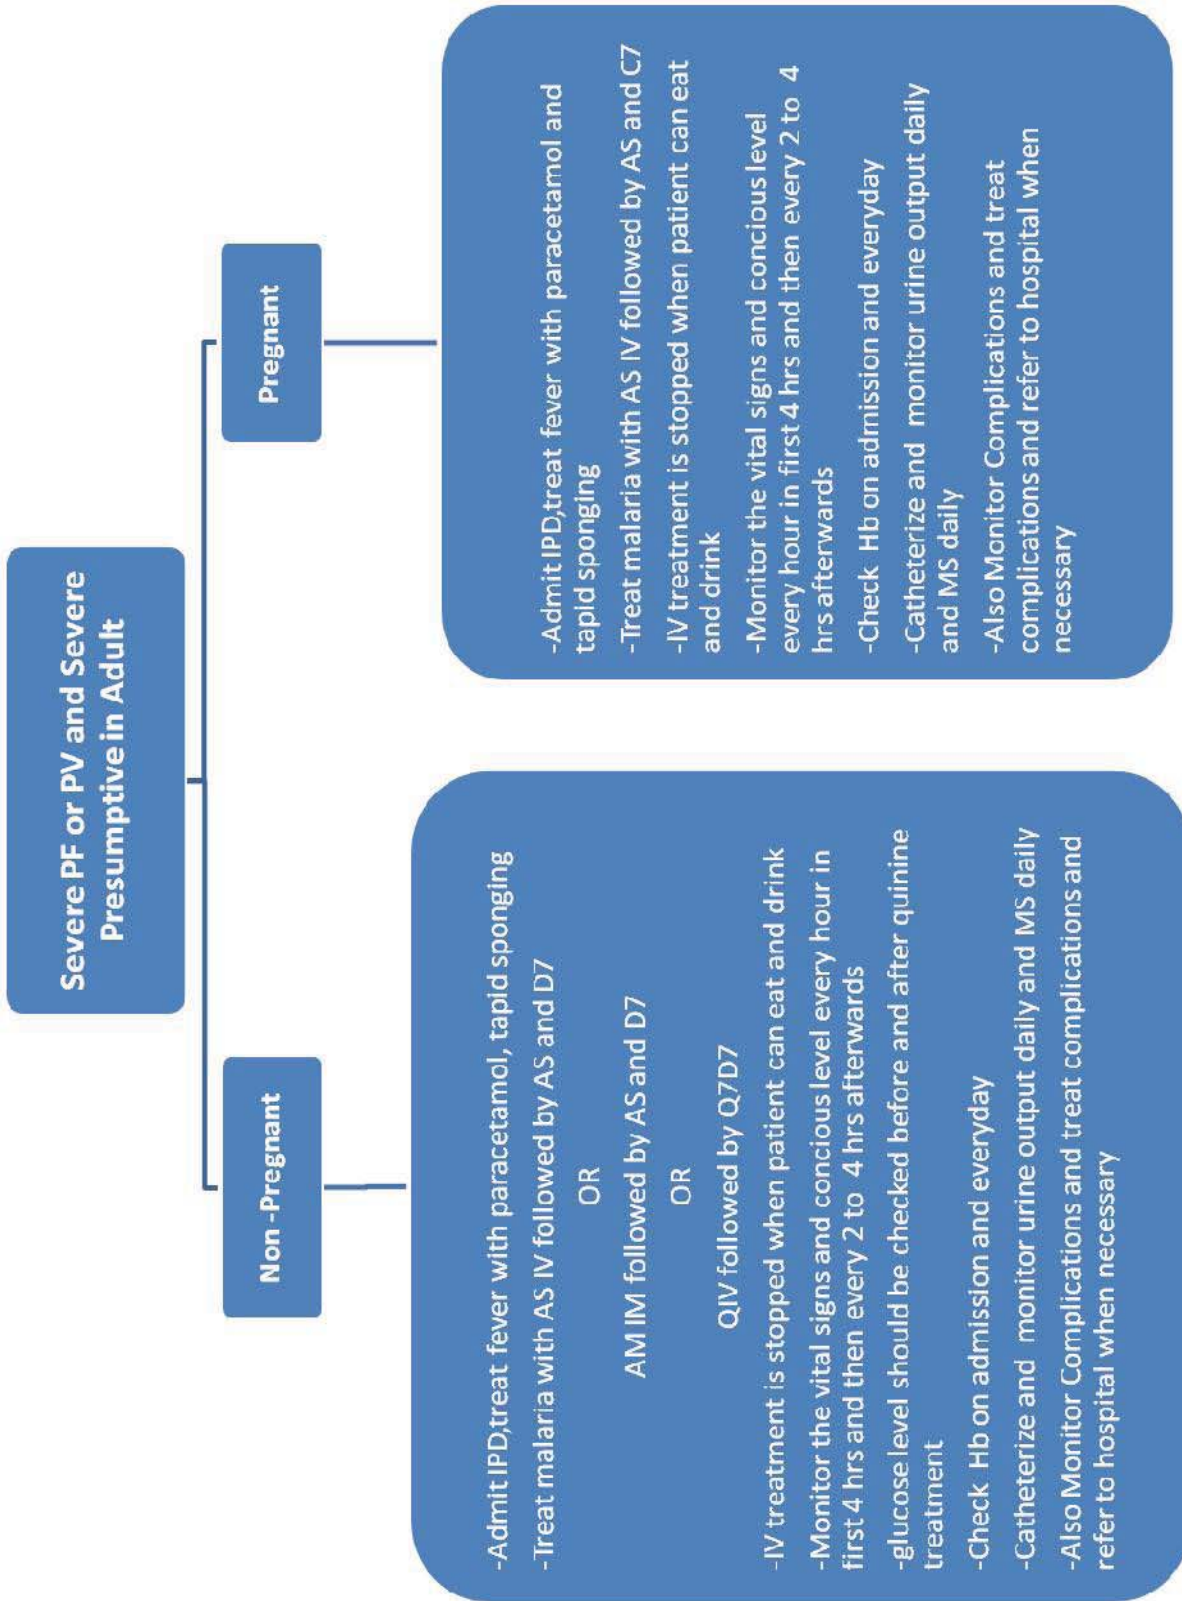 Severe PF or PV and Severe
Presumptive in Adult
Non -Pregnant
-Admit IPD,treat fever with paracetamol, tapid sponging
-Treat malaria with AS IV followed by AS and D7
OR
AM IM followed by AS and D7
OR
QIV followed by Q7D7
-IV treatment is stopped when patient can eat and drink
-Monitor the vital signs and concious level every hour in
first 4 hrs and then every 2 to 4 hrs afterwards
-glucose level should be checked before and after quinine
treatment
-Check Hb on admission and everyday
-Catheterize and monitor urine output daily and MS daily
-Also Monitor Complications and treat complications and
refer to hospital when necessary
Pregnant
-Admit IPD,treat fever with paracetamol and
tapid sponging
-Treat malaria with AS IV followed by AS and C7
-IV treatment is stopped when patient can eat
and drink
-Monitor the vital signs and concious level
every hour in first 4 hrs and then every 2 to 4
hrs afterwards
-Check Hb on admission and everyday
-Catheterize and monitor urine output daily
and MS daily
-Also Monitor Complications and treat
complications and refer to hospital when
necessary